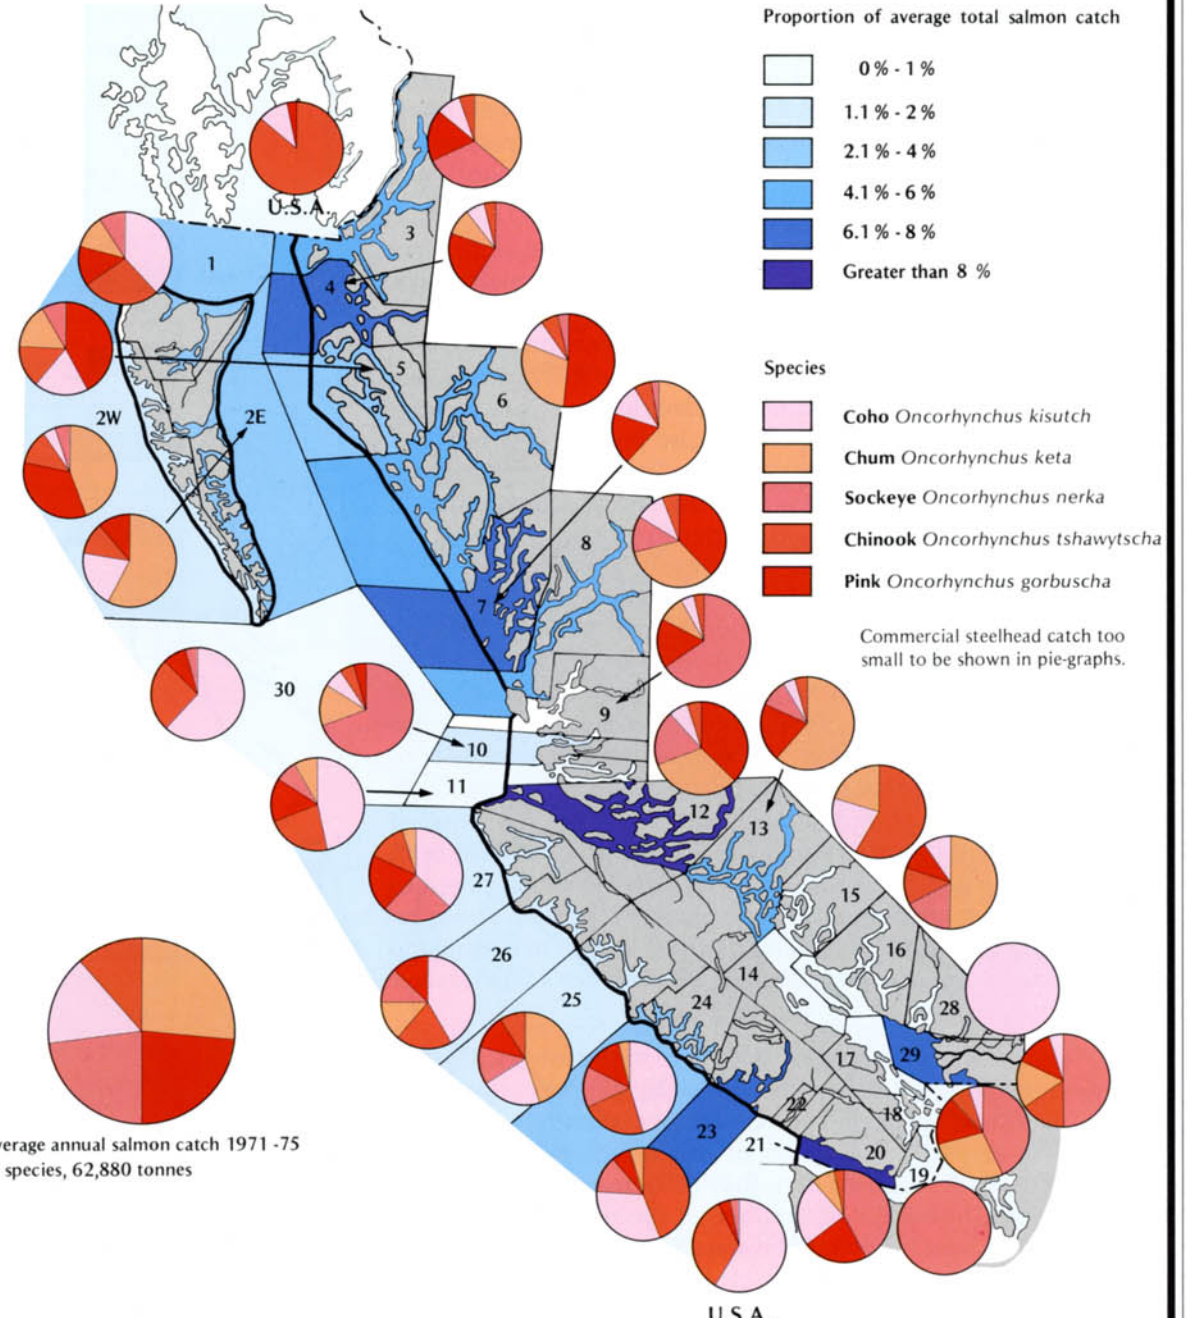 Proportion of average total salmon catch
0 % - 1 %
1.1 % - 2 %
2.1 % - 4 %
4.1 % - 6 %
6.1 % - 8 %
Greater than 8 %
U.S.A.
3
1
4
5
6
2W
2E
Species
Coho Oncorhynchus kisutch
Chum Oncorhynchus keta
Sockeye Oncorhynchus nerka
Chinook Oncorhynchus tshawytscha
Pink Oncorhynchus gorbuscha
Commercial steelhead catch too
small to be shown in pie-graphs.
8
7
30
9
10
11
12
13
27
15
26
16
14
25
24
28
17
29
22
18
23
21
20
19
verage annual salmon catch 1971 -75
species, 62,880 tonnes
U.S.A.